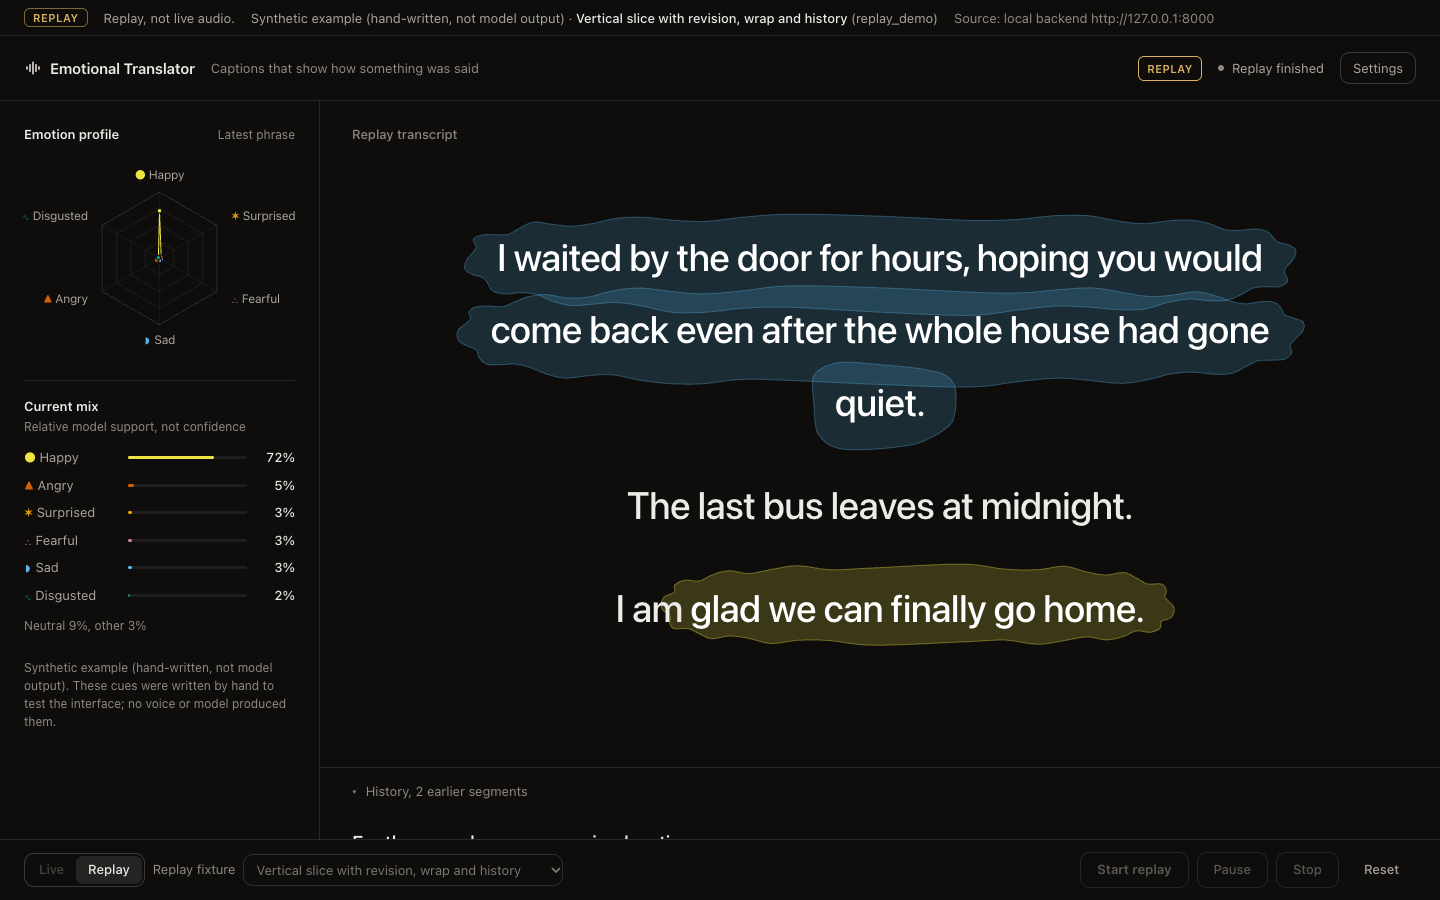 REPLAY Replay, not live audio. Synthetic example (hand-written, not model output) · Vertical slice with revision, wrap and history (replay_demo) Source: local backend http://127.0.0.1:8000
Emotional Translator Captions that show how something was said REPLAY Replay finished Settings
Emotion profile Latest phrase
Happy
Disgusted Surprised
Angry Fearful
Sad
Current mix
Relative model support, not confidence
Happy 72%
Angry 5%
Surprised 3%
Fearful 3%
Sad 3%
Disgusted 2%
Neutral 9%, other 3%
Synthetic example (hand-written, not model
output). These cues were written by hand to
test the interface; no voice or model produced
them.
Replay transcript
I waited by the door for hours, hoping you would
come back even after the whole house had gone
quiet.
The last bus leaves at midnight.
I am glad we can finally go home.
History, 2 earlier segments
Live Replay Replay fixture Vertical slice with revision, wrap and history Start replay Pause Stop Reset